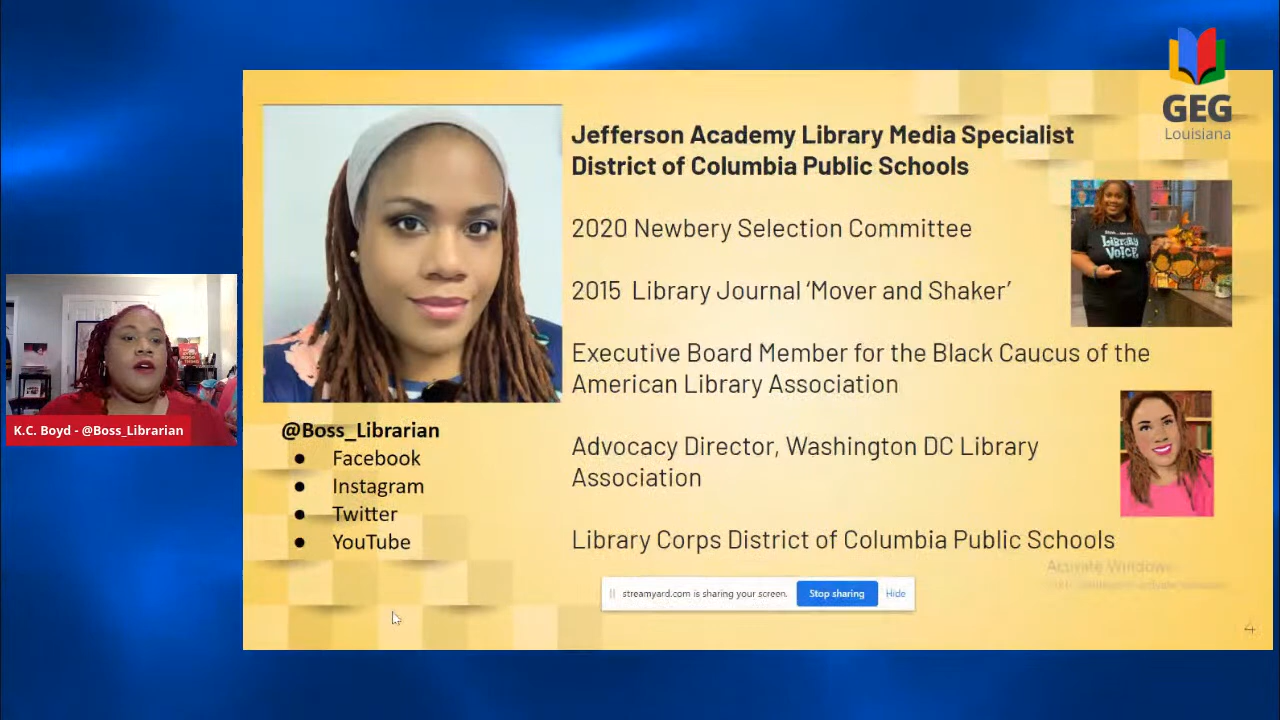 GEG
Louisiana
Jefferson Academy Library Media Specialist
District of Columbia Public Schools
2020 Newbery Selection Committee
2015 Library Journal ‘Mover and Shaker’
Executive Board Member for the Black Caucus of the
American Library Association
Advocacy Director, Washington DC Library
Association
Library Corps District of Columbia Public Schools
Library
Voice
@Boss_Librarian
● Facebook
● Instagram
● Twitter
● YouTube
K.C. Boyd - @Boss_Librarian
Activate Windows
streamyard.com is sharing your screen.
Stop sharing
Hide
4